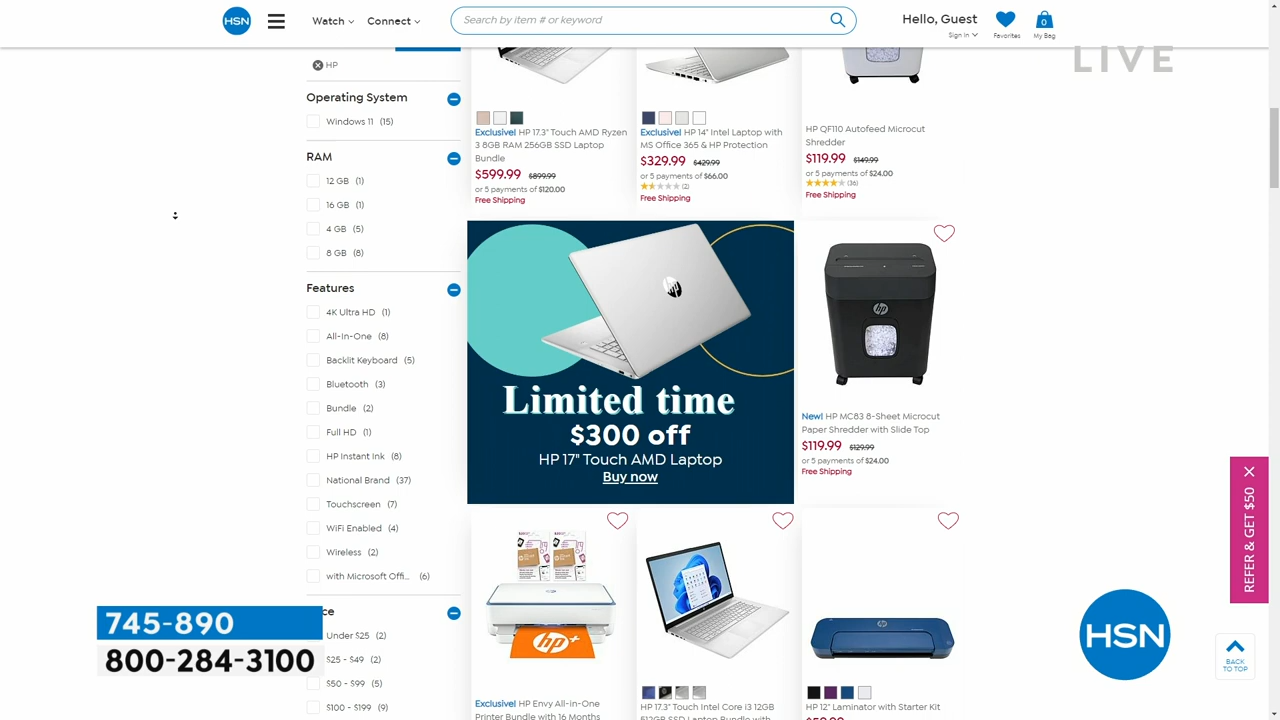 HSN
Watch
Connect
Search by item # or keyword
Hello, Guest
Sign In
Favorites
0
My Bag
LIVE
HP
Operating System
Windows 11 (15)
RAM
12 GB (1)
16 GB (1)
4 GB (5)
8 GB (8)
Features
4K Ultra HD (1)
All-In-One (8)
Backlit Keyboard (5)
Bluetooth (3)
Bundle (2)
Full HD (1)
HP Instant Ink (8)
National Brand (37)
Touchscreen (7)
WiFi Enabled (4)
Wireless (2)
with Microsoft Offi... (6)
ce
Under $25 (2)
$25 - $49 (2)
$50 - $99 (5)
$100 - $199 (9)
Exclusive! HP 17.3" Touch AMD Ryzen
3 8GB RAM 256GB SSD Laptop
Bundle
$599.99 $899.99
or 5 payments of $120.00
Free Shipping
Exclusive! HP 14" Intel Laptop with
MS Office 365 & HP Protection
$329.99 $429.99
or 5 payments of $66.00
(2)
Free Shipping
HP QF110 Autofeed Microcut
Shredder
$119.99 $149.99
or 5 payments of $24.00
(36)
Free Shipping
hp
Limited time
$300 off
HP 17" Touch AMD Laptop
Buy now
hp
New! HP MC83 8-Sheet Microcut
Paper Shredder with Slide Top
$119.99 $129.99
or 5 payments of $24.00
Free Shipping
hp+
Exclusive! HP Envy All-in-One
Printer Bundle with 16 Months
HP 17.3" Touch Intel Core i3 12GB
512GB SSD Laptop Bundle with
hp
HP 12" Laminator with Starter Kit
REFER & GET $50
745-890
800-284-3100
HSN
BACK
TO TOP